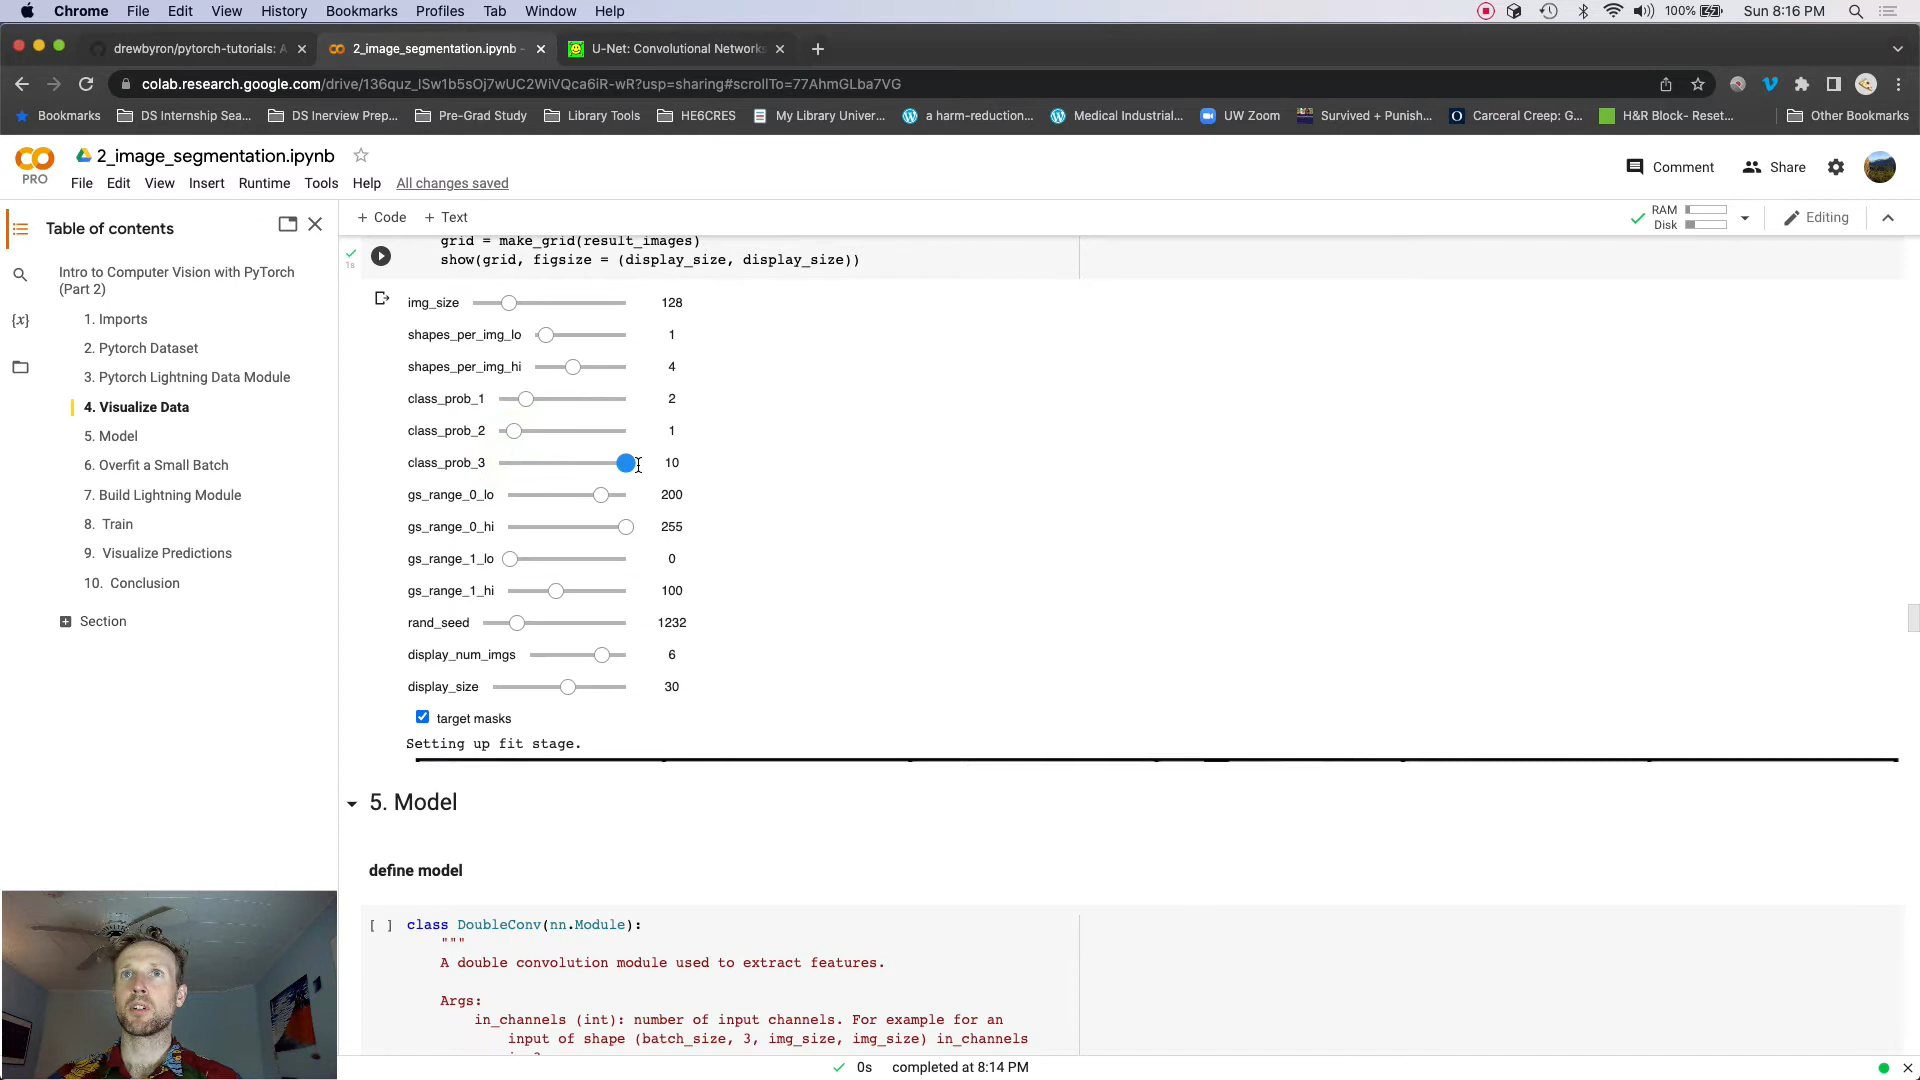 Chrome File Edit View History Bookmarks Profiles Tab Window Help 100% Sun 8:16 PM
drewbyron/pytorch-tutorials: A 2_image_segmentation.ipynb - U-Net: Convolutional Networks
colab.research.google.com/drive/136quz_ISw1b5sOj7wUC2WiVQca6iR-wR?usp=sharing#scrollTo=77AhmGLba7VG
Bookmarks DS Internship Sea... DS Inerview Prep... Pre-Grad Study Library Tools HE6CRES My Library Univer... a harm-reduction... Medical Industrial... UW Zoom Survived + Punish... Carceral Creep: G... H&R Block- Reset... Other Bookmarks
PRO 2_image_segmentation.ipynb Comment Share
File Edit View Insert Runtime Tools Help All changes saved
+ Code + Text RAM Disk Editing
Table of contents
Intro to Computer Vision with PyTorch
(Part 2)
1. Imports
2. Pytorch Dataset
3. Pytorch Lightning Data Module
4. Visualize Data
5. Model
6. Overfit a Small Batch
7. Build Lightning Module
8. Train
9. Visualize Predictions
10. Conclusion
Section
{x}
1s
grid = make_grid(result_images)
show(grid, figsize = (display_size, display_size))
img_size 128
shapes_per_img_lo 1
shapes_per_img_hi 4
class_prob_1 2
class_prob_2 1
class_prob_3 10
gs_range_0_lo 200
gs_range_0_hi 255
gs_range_1_lo 0
gs_range_1_hi 100
rand_seed 1232
display_num_imgs 6
display_size 30
target masks
Setting up fit stage.
5. Model
define model
[ ] class DoubleConv(nn.Module):
"""
A double convolution module used to extract features.
Args:
in_channels (int): number of input channels. For example for an
input of shape (batch_size, 3, img_size, img_size) in_channels
0s completed at 8:14 PM